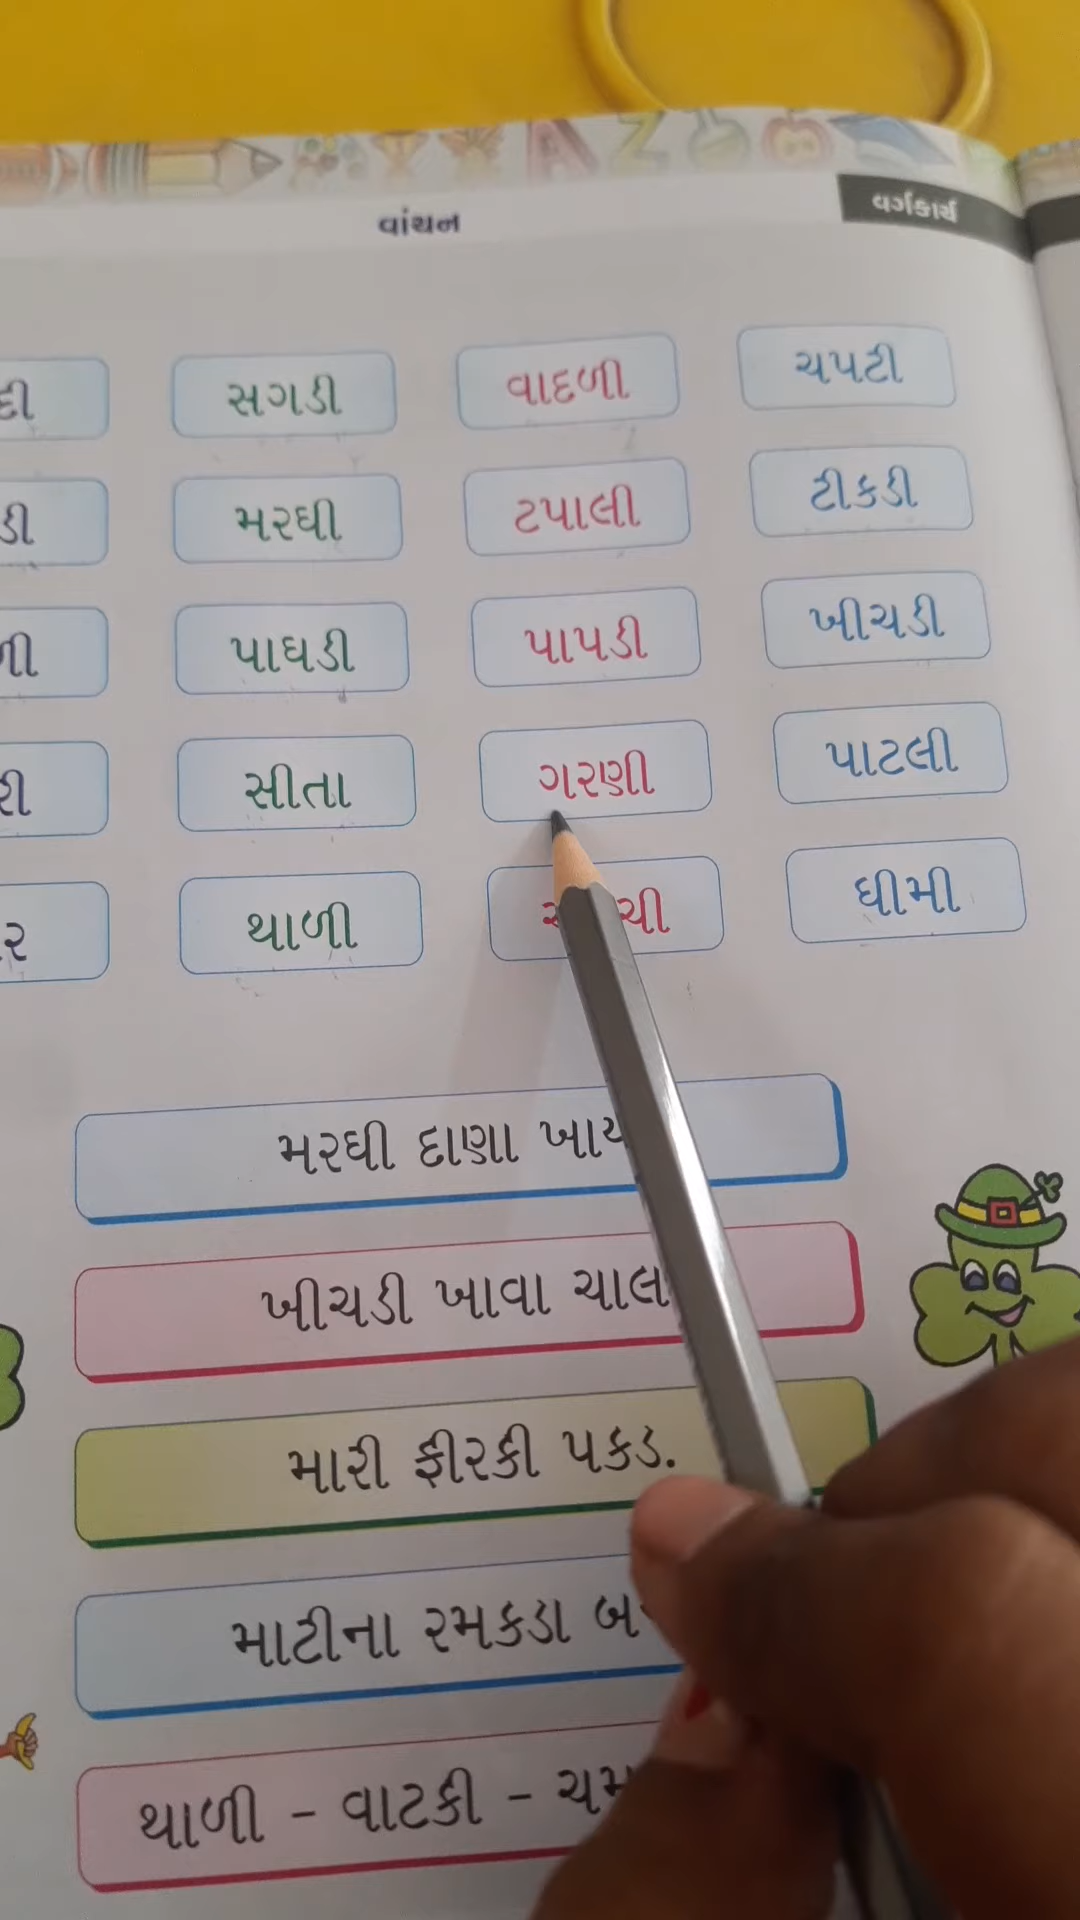 વાંચન
વર્ગકાર્ય
સગડી વાદળી ચપટી
મરઘી ટપાલી ટીકડી
પાઘડી પાપડી ખીચડી
સીતા ગરણી પાટલી
થાળી ધીમી
મરઘી દાણા
ખીચડી ખાવા
મારી ફીરકી પકડ.
માટીના રમકડા
થાળી - વાટકી -